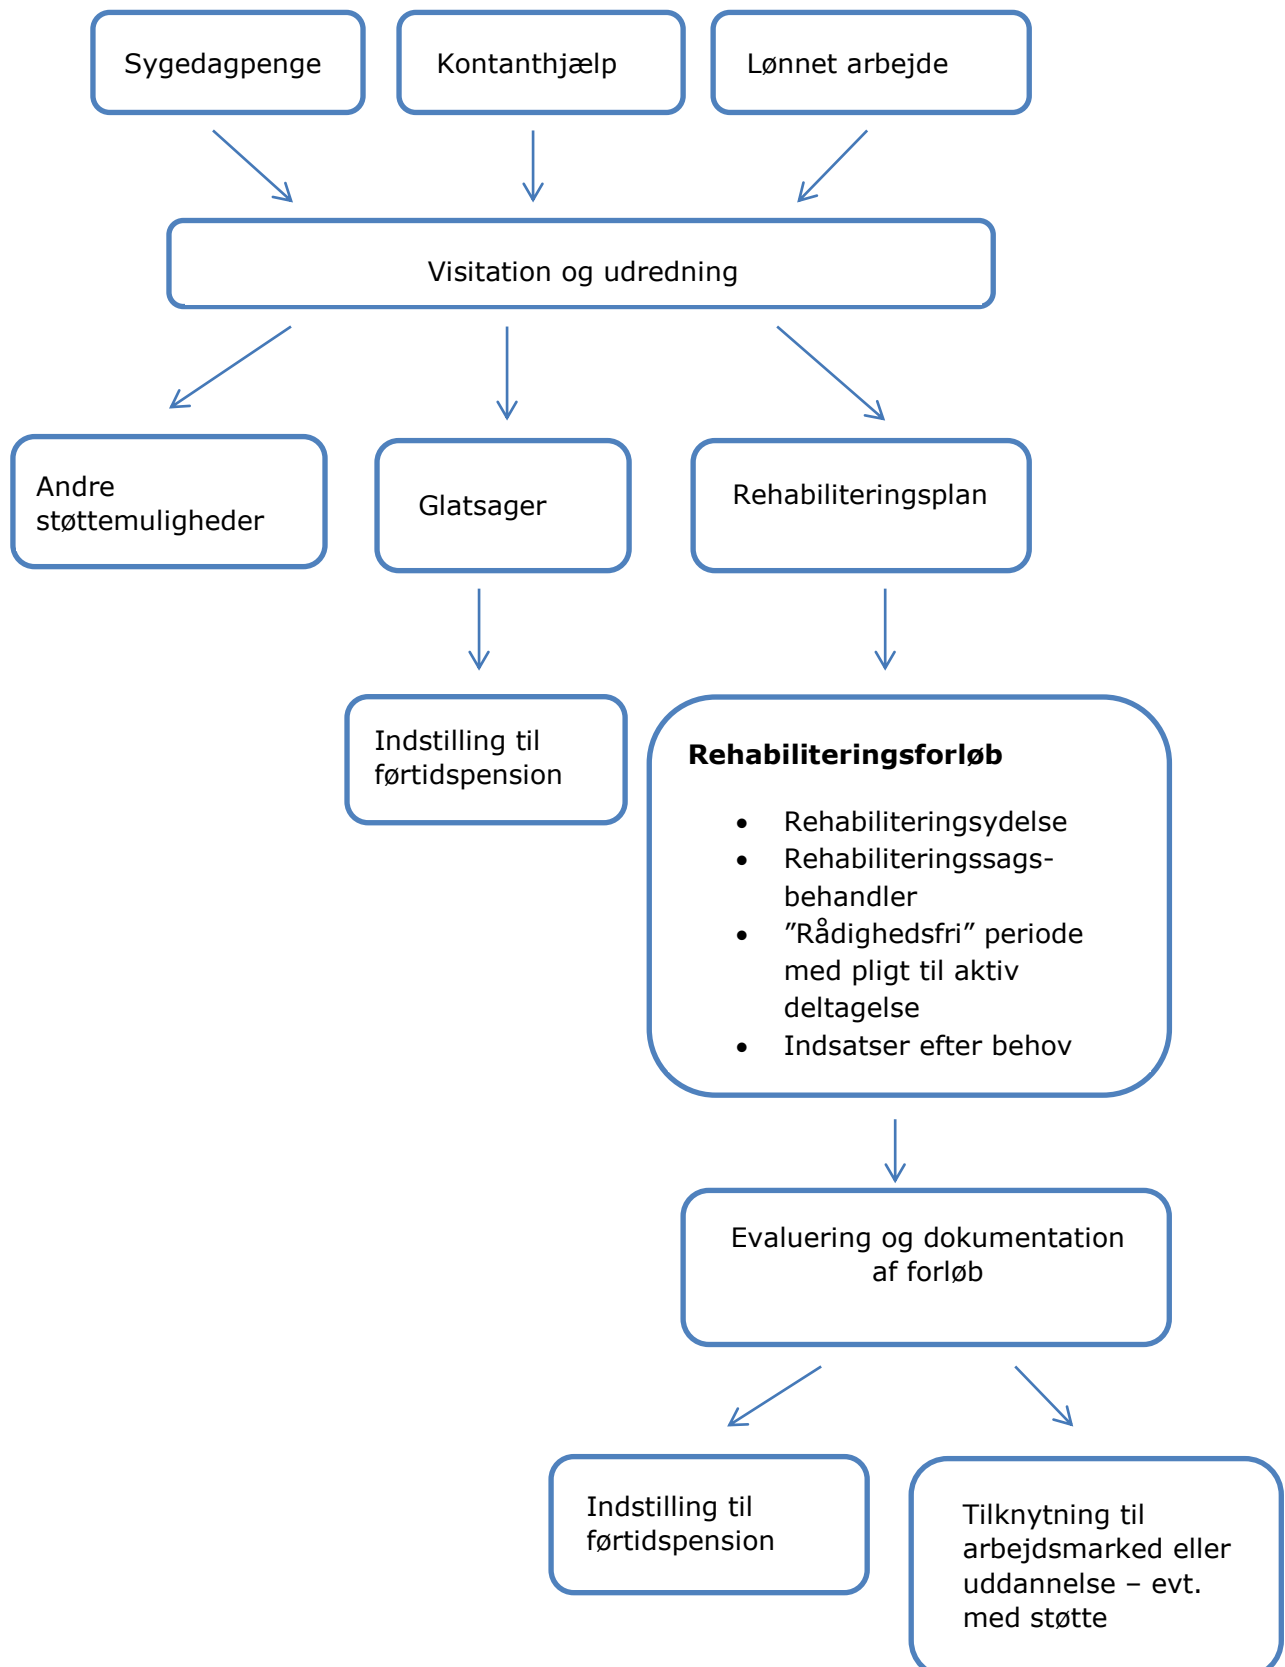 Sygedagpenge
Kontanthjælp
Lønnet arbejde
Visitation og udredning
Andre
støttemuligheder
Glatsager
Rehabiliteringsplan
Indstilling til
førtidspension
Rehabiliteringsforløb
• Rehabiliteringsydelse
• Rehabiliteringssags-
behandler
• ”Rådighedsfri” periode
med pligt til aktiv
deltagelse
• Indsatser efter behov
Evaluering og dokumentation
af forløb
Indstilling til
førtidspension
Tilknytning til
arbejdsmarked eller
uddannelse – evt.
med støtte